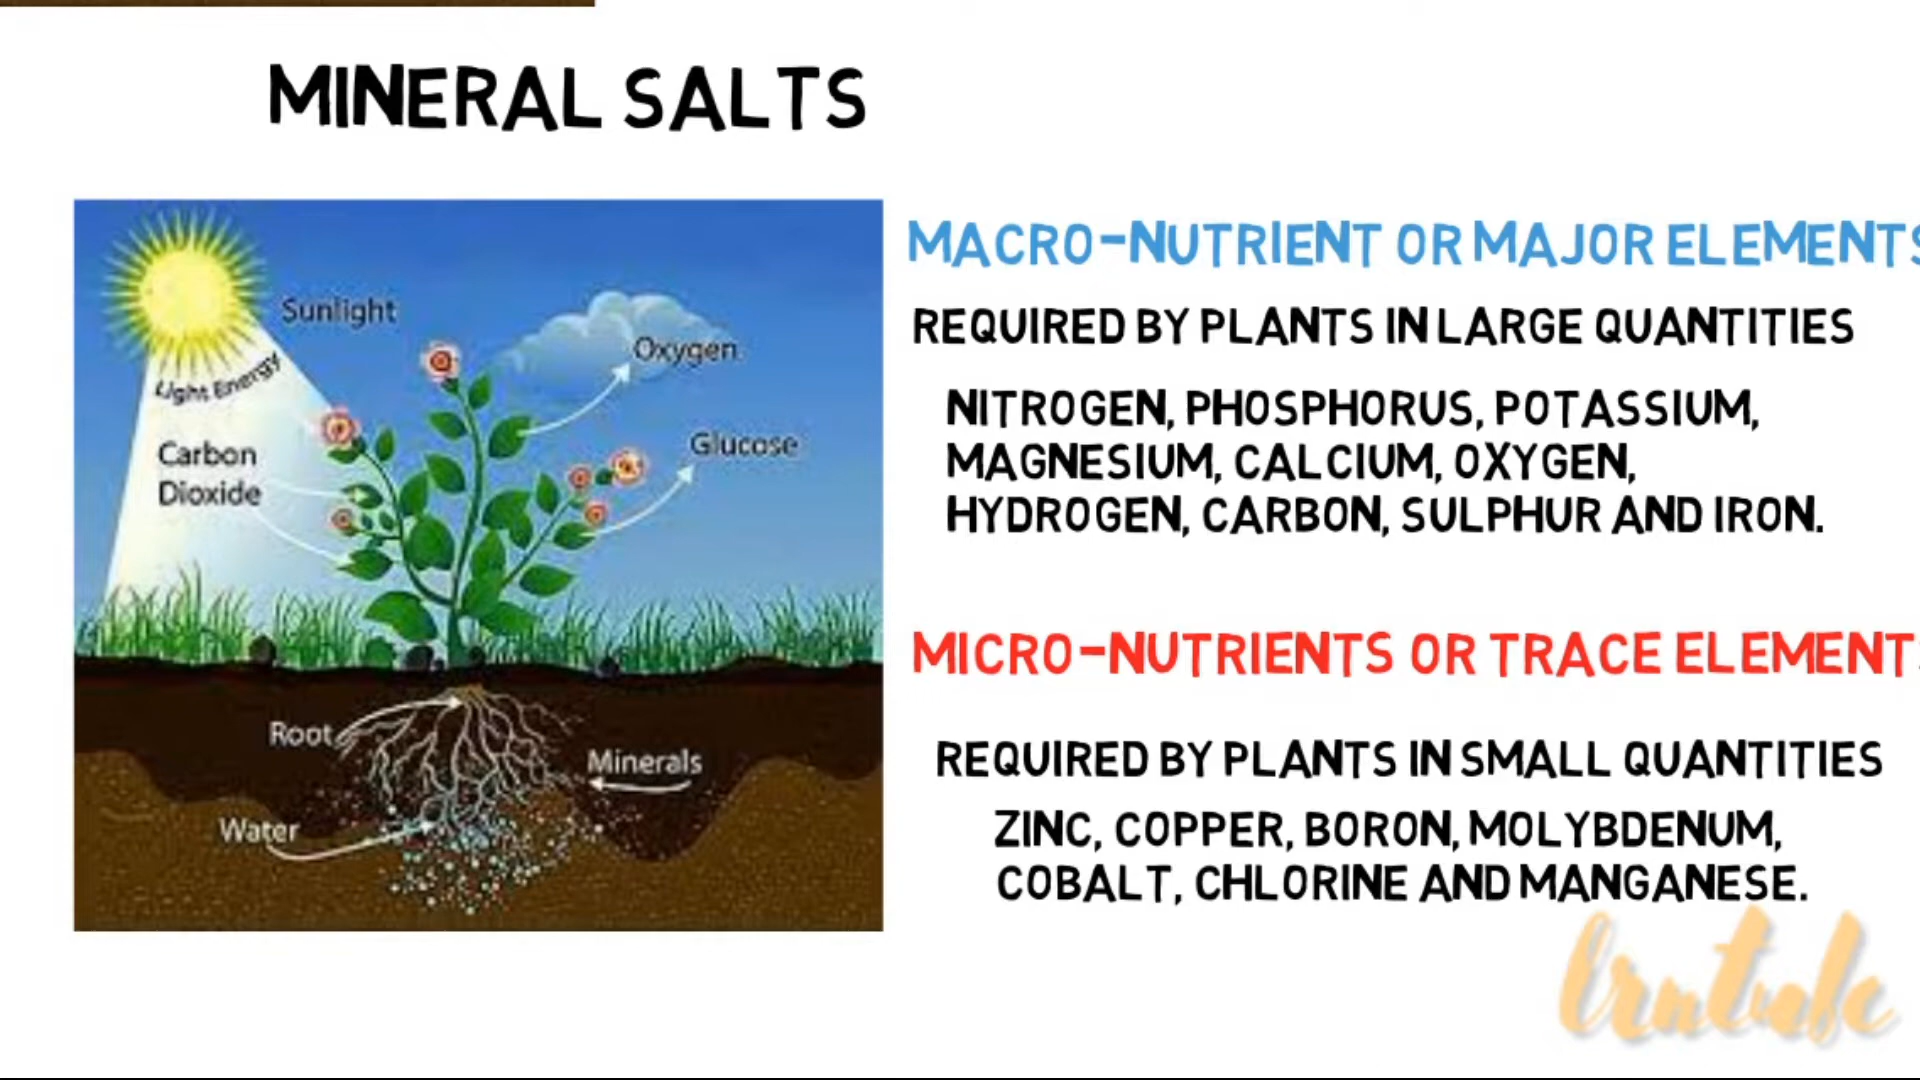 MINERAL SALTS
Sunlight
Light Energy
Oxygen
Glucose
Carbon
Dioxide
Root
Minerals
Water
MACRO-NUTRIENT OR MAJOR ELEMENTS
REQUIRED BY PLANTS IN LARGE QUANTITIES
NITROGEN, PHOSPHORUS, POTASSIUM,
MAGNESIUM, CALCIUM, OXYGEN,
HYDROGEN, CARBON, SULPHUR AND IRON.
MICRO-NUTRIENTS OR TRACE ELEMENTS
REQUIRED BY PLANTS IN SMALL QUANTITIES
ZINC, COPPER, BORON, MOLYBDENUM,
COBALT, CHLORINE AND MANGANESE.